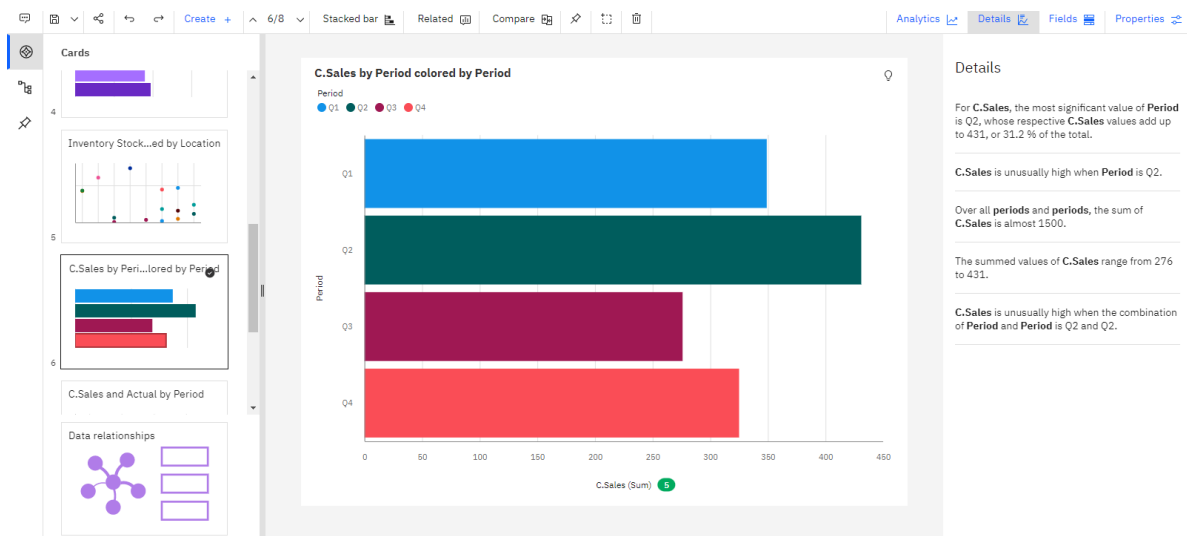 Create +
6/8
Stacked bar
Related
Compare
Analytics
Details
Fields
Properties
Cards
4
Inventory Stock...ed by Location
5
C.Sales by Peri...lored by Period
6
C.Sales and Actual by Period
Data relationships
C.Sales by Period colored by Period
Period
Q1 Q2 Q3 Q4
Period
Q1
Q2
Q3
Q4
0 50 100 150 200 250 300 350 400 450
C.Sales (Sum) 5
Details
For C.Sales, the most significant value of Period
is Q2, whose respective C.Sales values add up
to 431, or 31.2 % of the total.
C.Sales is unusually high when Period is Q2.
Over all periods and periods, the sum of
C.Sales is almost 1500.
The summed values of C.Sales range from 276
to 431.
C.Sales is unusually high when the combination
of Period and Period is Q2 and Q2.